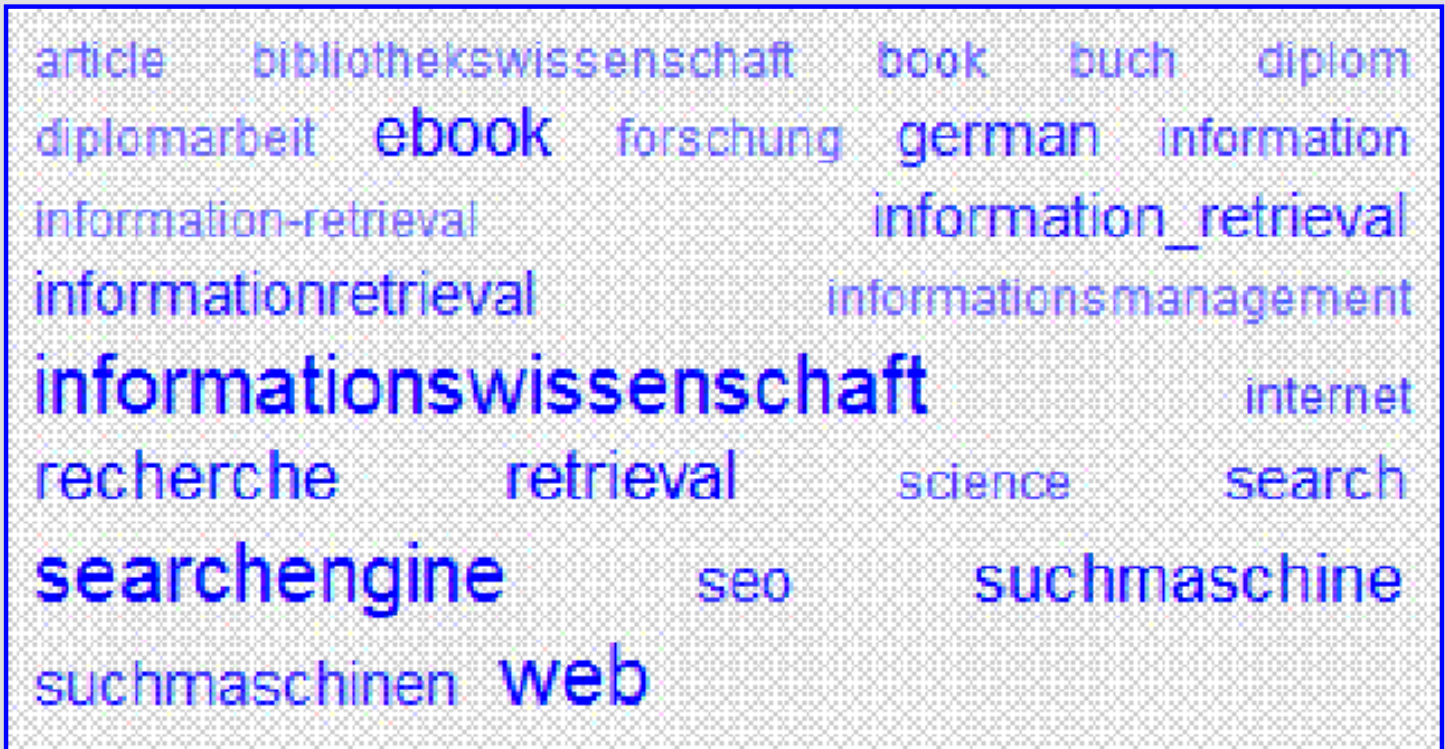 article bibliothekswissenschaft book buch diplom
diplomarbeit ebook forschung german information
information-retrieval information_retrieval
informationretrieval informationsmanagement
informationswissenschaft internet
recherche retrieval science search
searchengine seo suchmaschine
suchmaschinen web